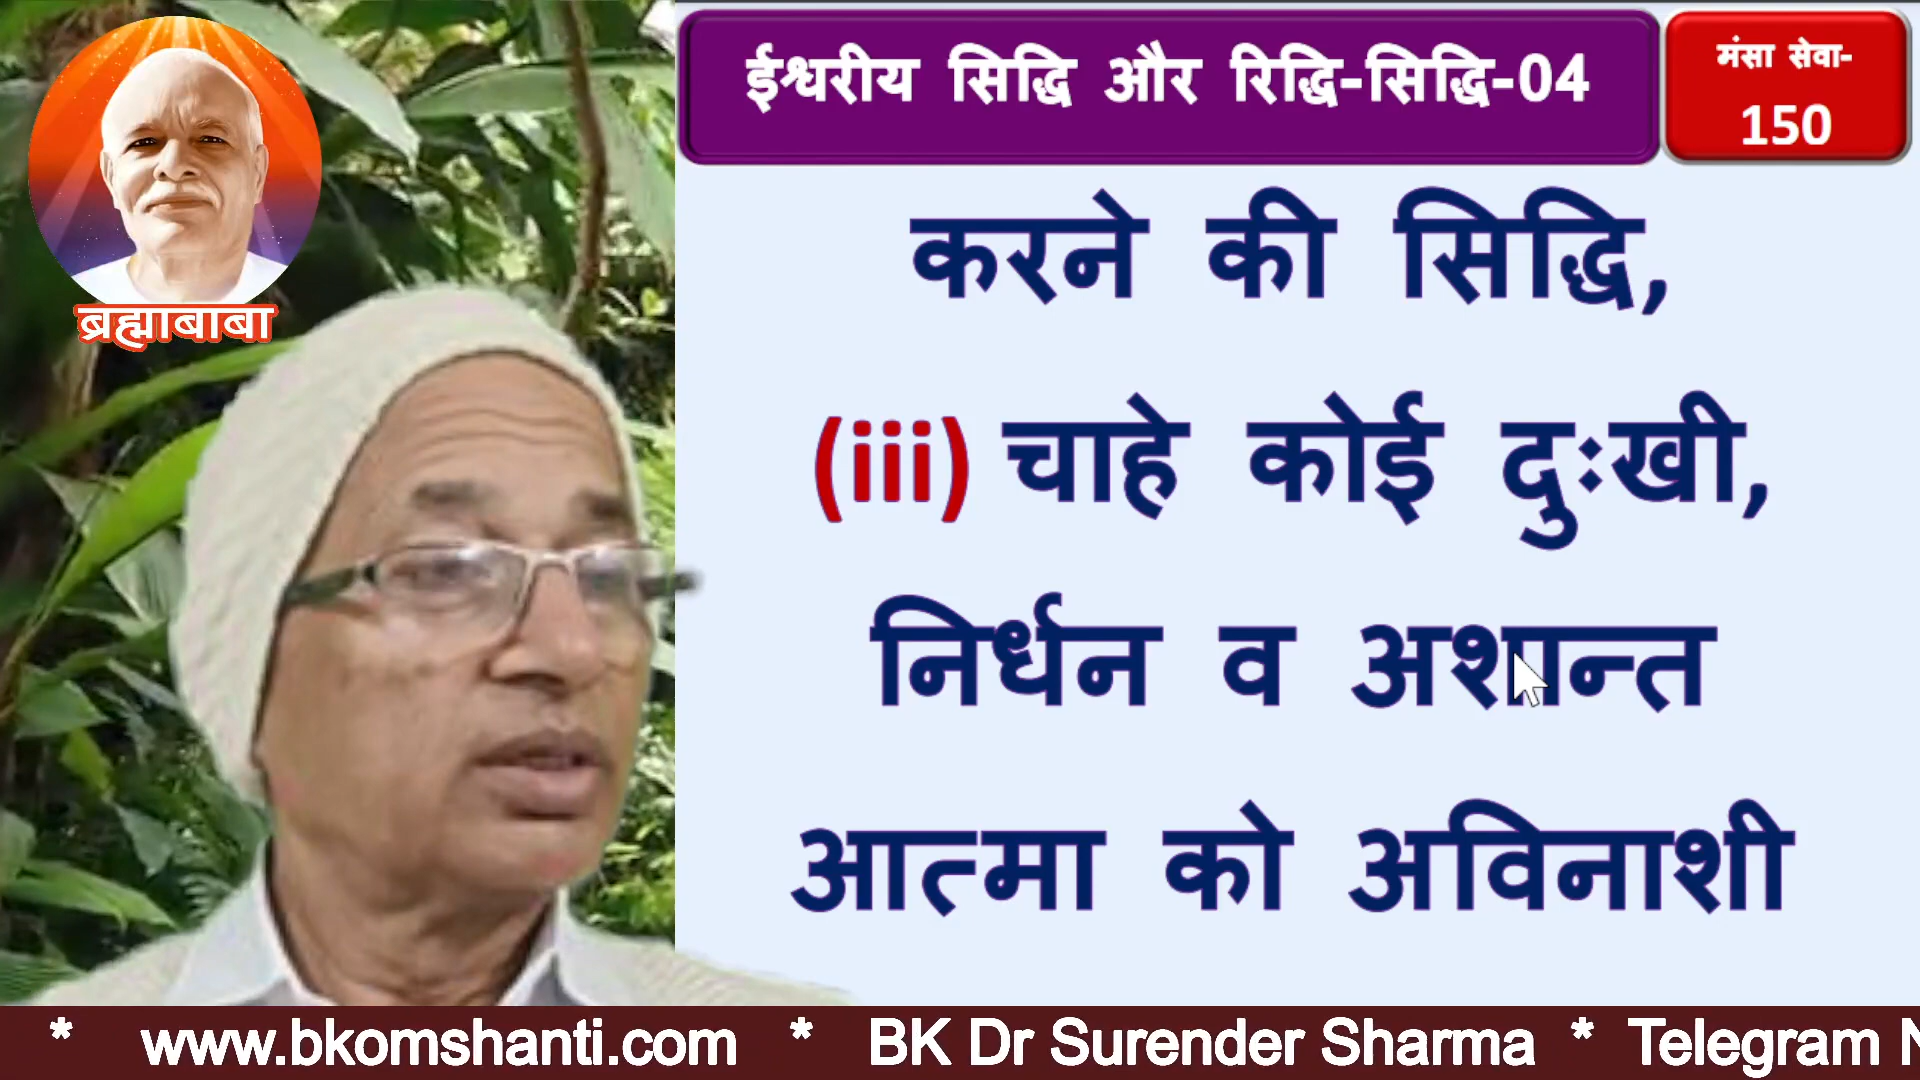 ईश्वरीय सिद्धि और रिद्धि-सिद्धि-04
मंसा सेवा-
150
ब्रह्माबाबा
करने की सिद्धि,
(iii) चाहे कोई दुःखी,
निर्धन व अशान्त
आत्मा को अविनाशी
* www.bkomshanti.com * BK Dr Surender Sharma * Telegram N